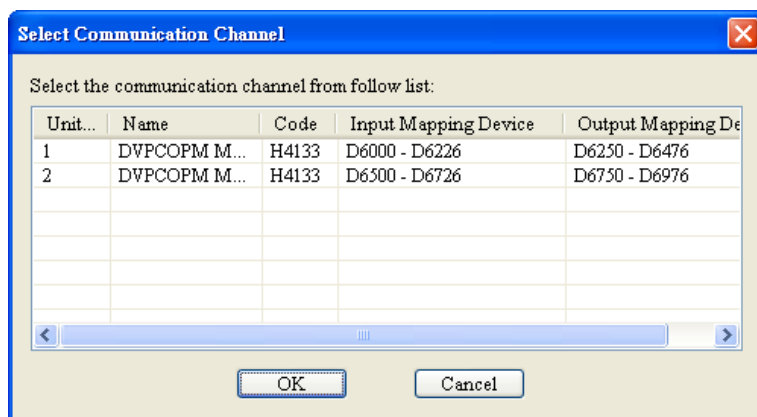 Select Communication Channel
Select the communication channel from follow list:
Unit... Name Code Input Mapping Device Output Mapping De
1 DVPCOPM M... H4133 D6000 - D6226 D6250 - D6476
2 DVPCOPM M... H4133 D6500 - D6726 D6750 - D6976
OK Cancel